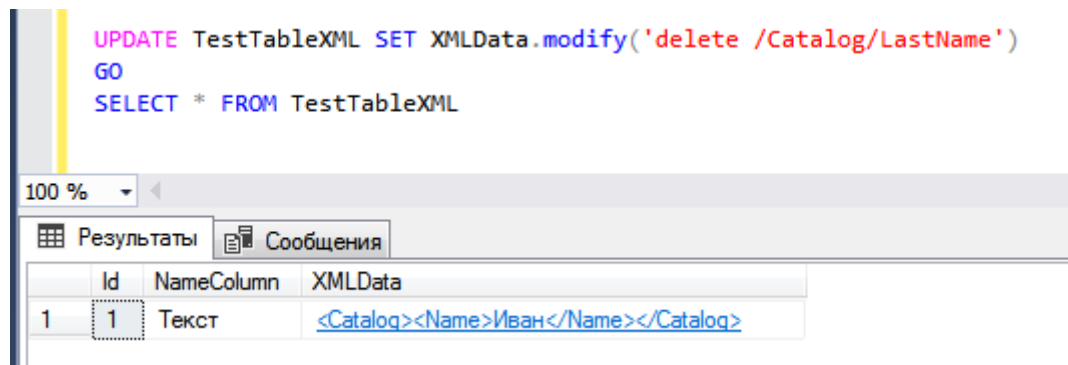 UPDATE TestTableXML SET XMLData.modify('delete /Catalog/LastName')
GO
SELECT * FROM TestTableXML
100 %
Результаты Сообщения
Id NameColumn XMLData
1 1 Текст <Catalog><Name>Иван</Name></Catalog>